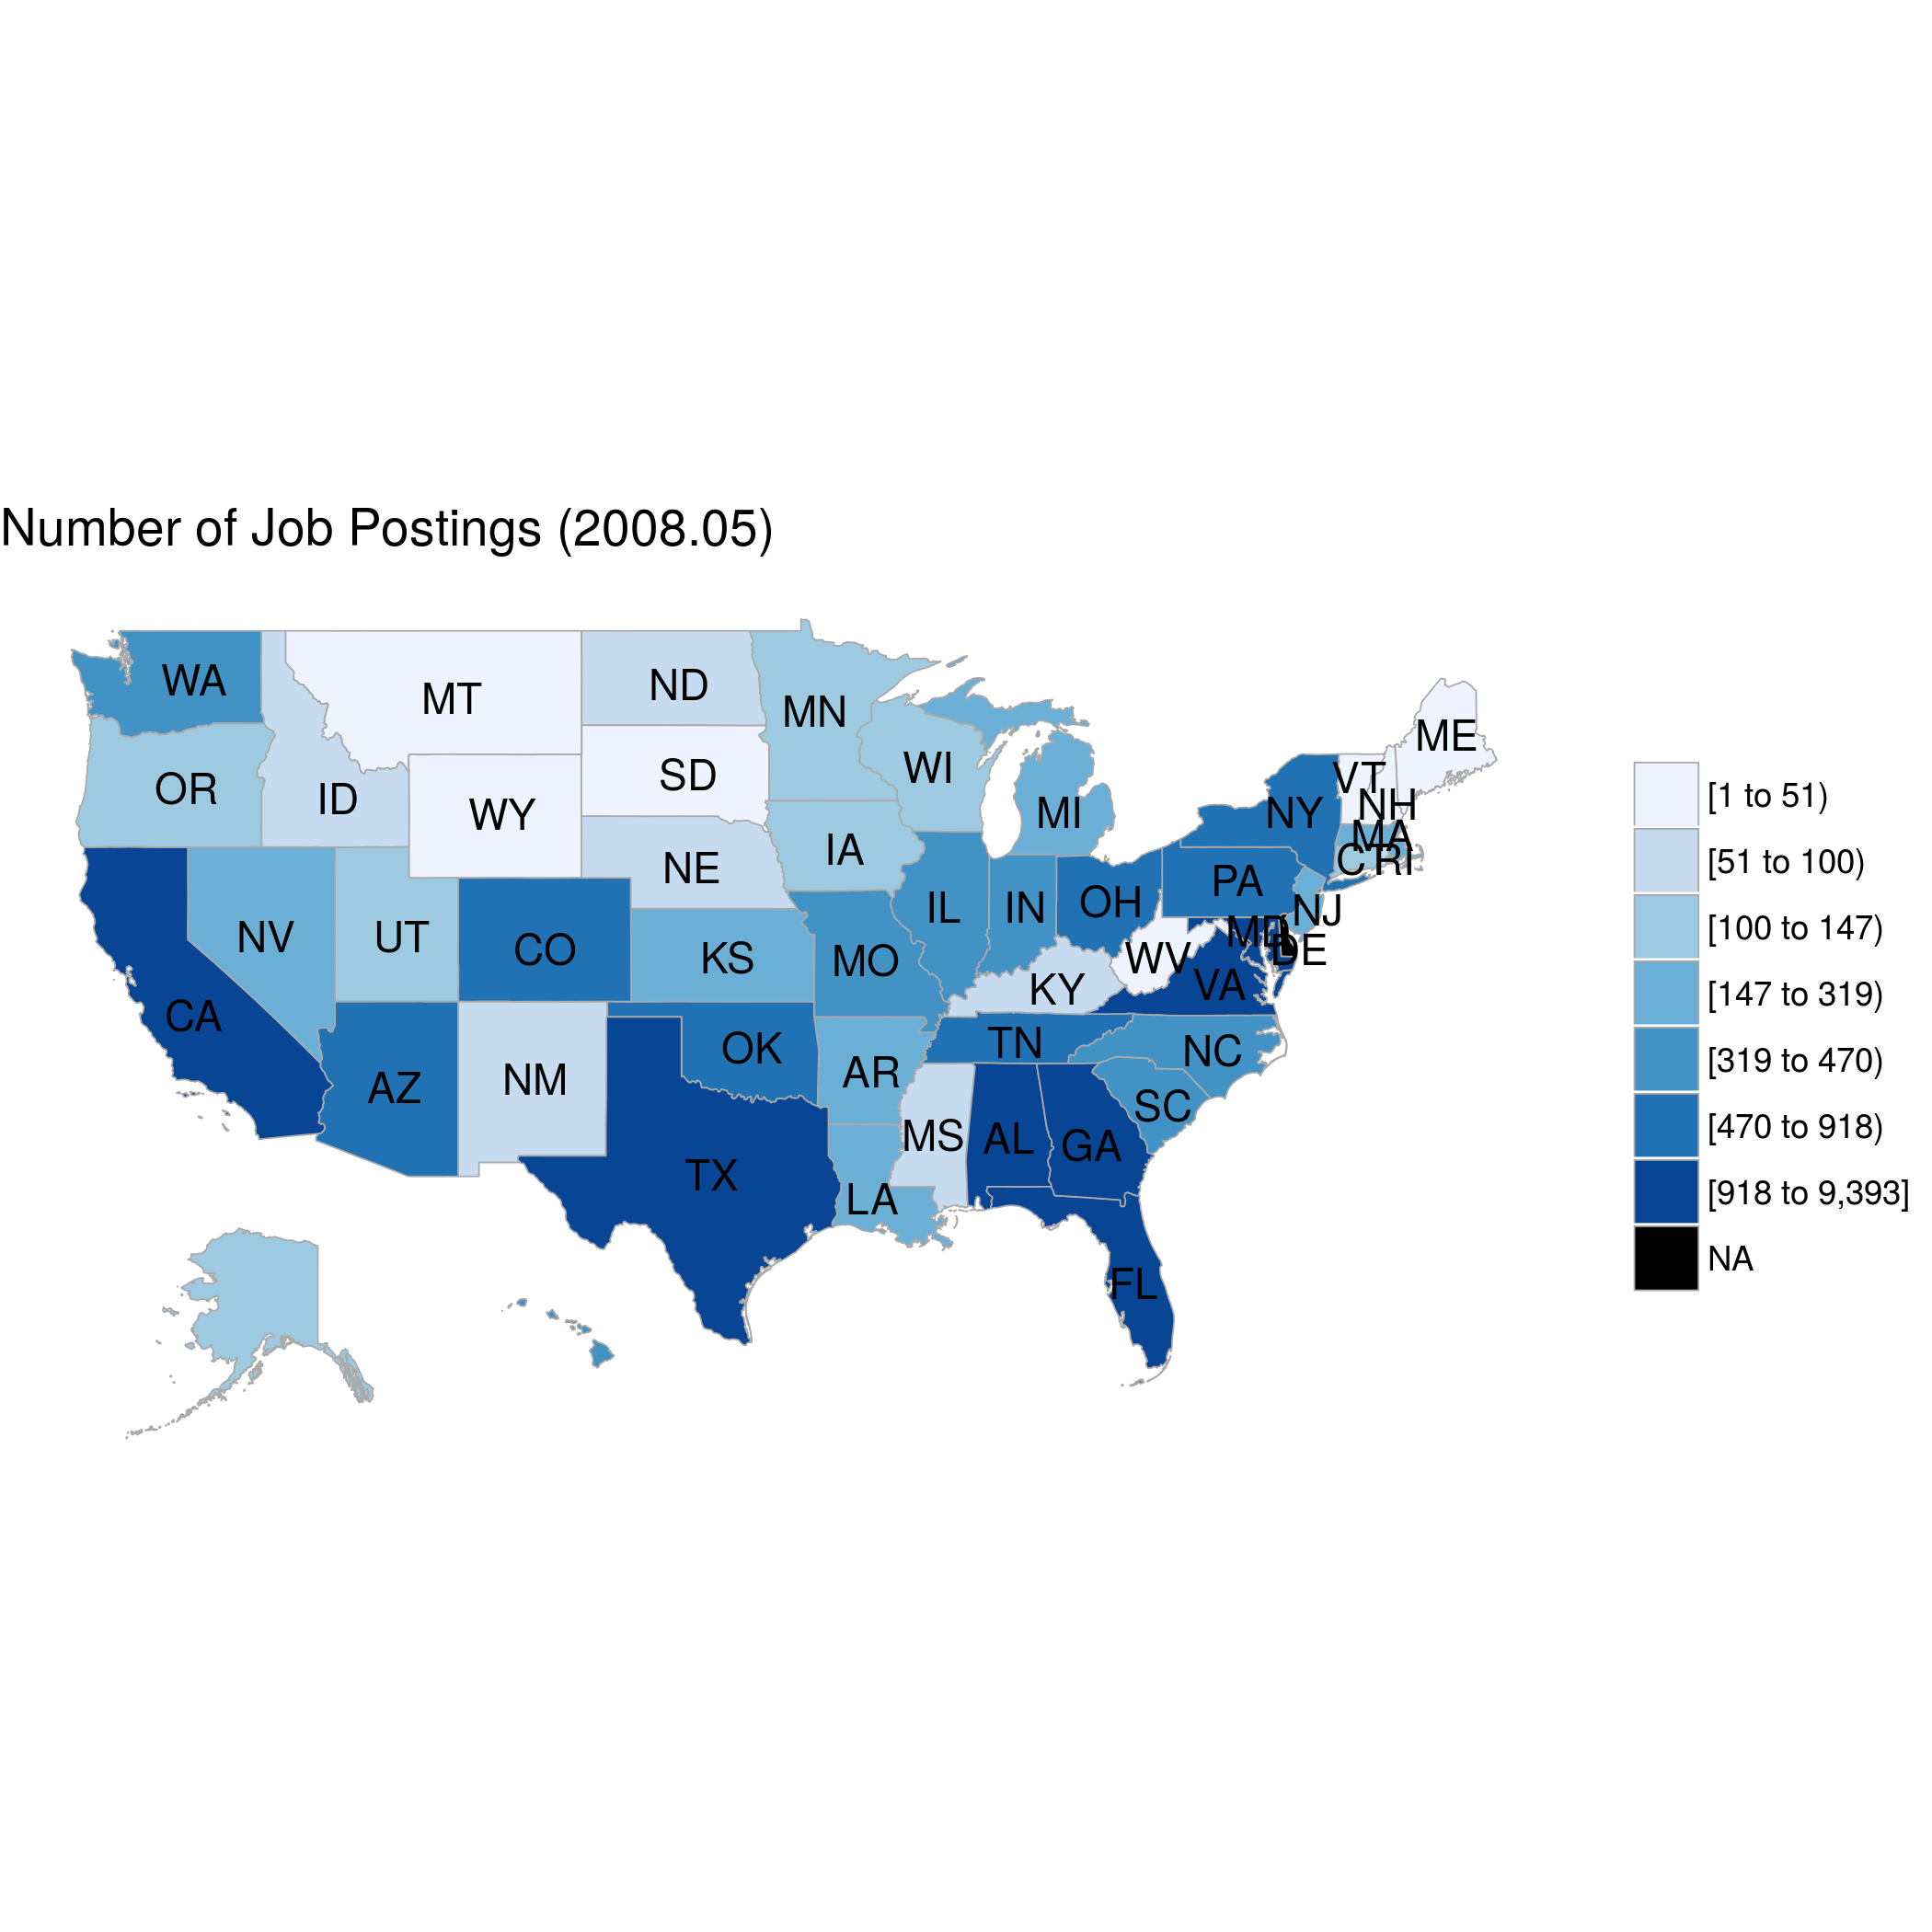 Number of Job Postings (2008.05)
WA
MT
ND
MN
ME
OR
ID
WY
SD
WI
MI
NY
VT
NH
MA
CT
RI
IA
NE
PA
NJ
NV
UT
CO
KS
MO
IL
IN
OH
MD
DE
WV
VA
KY
CA
AZ
NM
OK
AR
TN
NC
SC
MS
AL
GA
TX
LA
FL
[1 to 51)
[51 to 100)
[100 to 147)
[147 to 319)
[319 to 470)
[470 to 918)
[918 to 9,393]
NA